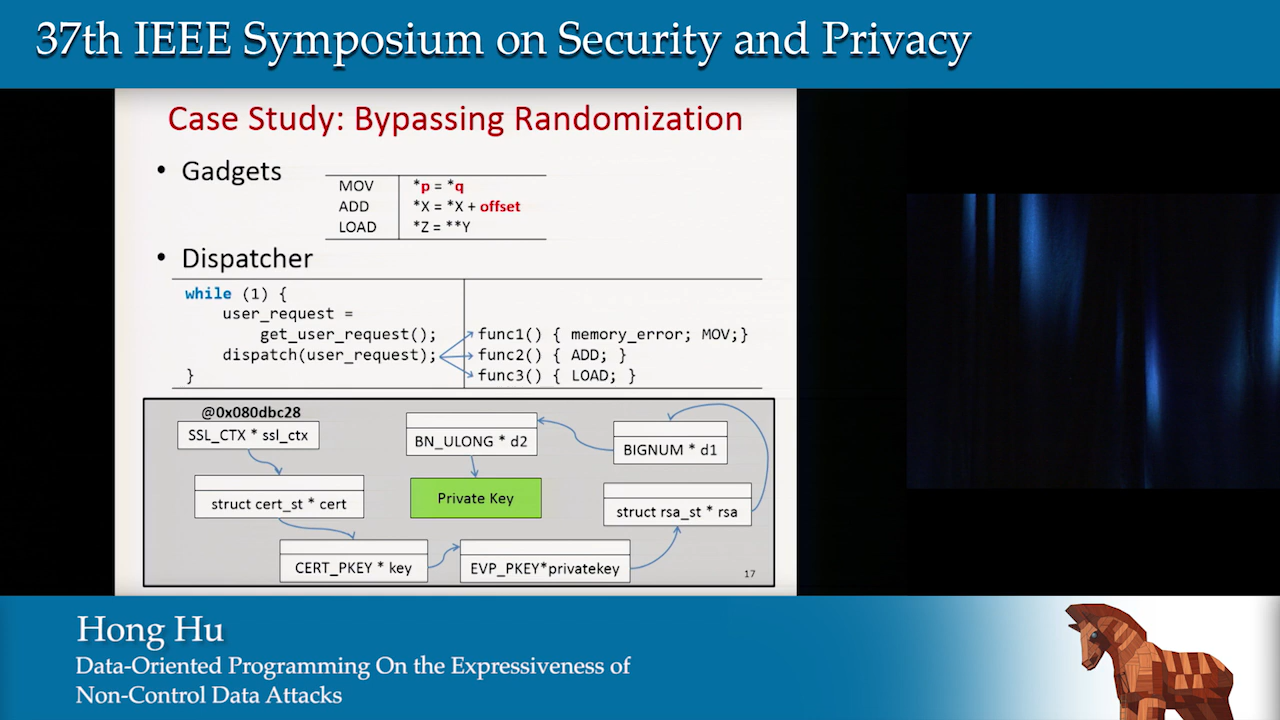 37th IEEE Symposium on Security and Privacy
Case Study: Bypassing Randomization
• Gadgets
MOV *p = *q
ADD *X = *X + offset
LOAD *Z = **Y
• Dispatcher
while (1) {
user_request =
get_user_request();
dispatch(user_request);
}
func1() { memory_error; MOV;}
func2() { ADD; }
func3() { LOAD; }
@0x080dbc28
SSL_CTX * ssl_ctx
BN_ULONG * d2
BIGNUM * d1
struct cert_st * cert
Private Key
struct rsa_st * rsa
CERT_PKEY * key
EVP_PKEY*privatekey
17
Hong Hu
Data-Oriented Programming On the Expressiveness of
Non-Control Data Attacks